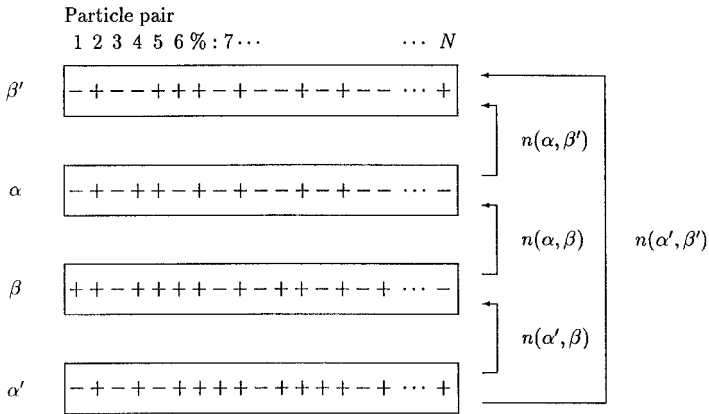 Particle pair
1 2 3 4 5 6 % : 7 ··· ··· N
β′ − + − − + + + − + − − + − + − − ··· +
n(α, β′)
α − + − + + − + − + − − + − + − − ··· −
n(α, β) n(α′, β′)
β + + − + + + + − + − + + − + − + ··· −
n(α′, β)
α′ − + − + − + + + + − + + + + − + ··· +